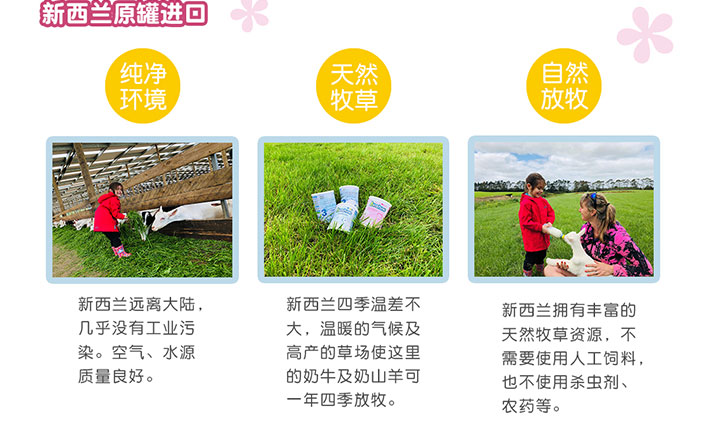 新西兰原罐进口
纯净
环境
天然
牧草
自然
放牧
新西兰远离大陆，
几乎没有工业污
染。空气、水源
质量良好。
新西兰四季温差不
大，温暖的气候及
高产的草场使这里
的奶牛及奶山羊可
一年四季放牧。
新西兰拥有丰富的
天然牧草资源，不
需要使用人工饲料，
也不使用杀虫剂、
农药等。